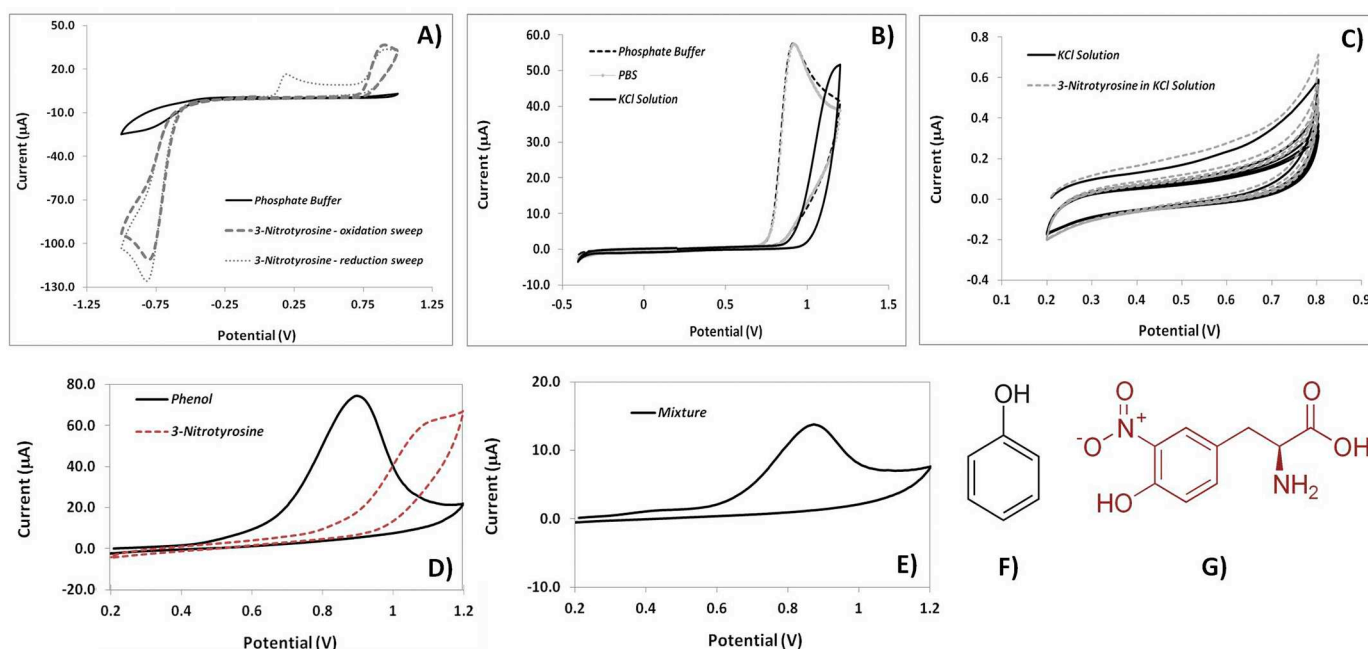 A)
50.0
10.0
-10.0
-40.0
-70.0
-100.0
-130.0
Current (µA)
Phosphate Buffer
3-Nitrotyrosine - oxidation sweep
3-Nitrotyrosine - reduction sweep
-1.25
-0.75
-0.25
0.25
0.75
1.25
Potential (V)
B)
60.0
50.0
40.0
30.0
20.0
10.0
0.0
-10.0
Current (µA)
Phosphate Buffer
PBS
KCl Solution
-0.5
0
0.5
1
1.5
Potential (V)
C)
0.8
0.6
0.4
0.2
0.0
-0.2
-0.4
Current (µA)
KCl Solution
3-Nitrotyrosine in KCl Solution
0.1
0.2
0.3
0.4
0.5
0.6
0.7
0.8
0.9
Potential (V)
80.0
60.0
40.0
20.0
0.0
-20.0
Current (µA)
Phenol
3-Nitrotyrosine
D)
0.2
0.4
0.6
0.8
1
1.2
Potential (V)
20.0
10.0
0.0
-10.0
Current (µA)
Mixture
E)
0.2
0.4
0.6
0.8
1
1.2
Potential (V)
OH
F)
O
N+
-O
HO
O
OH
NH2
G)